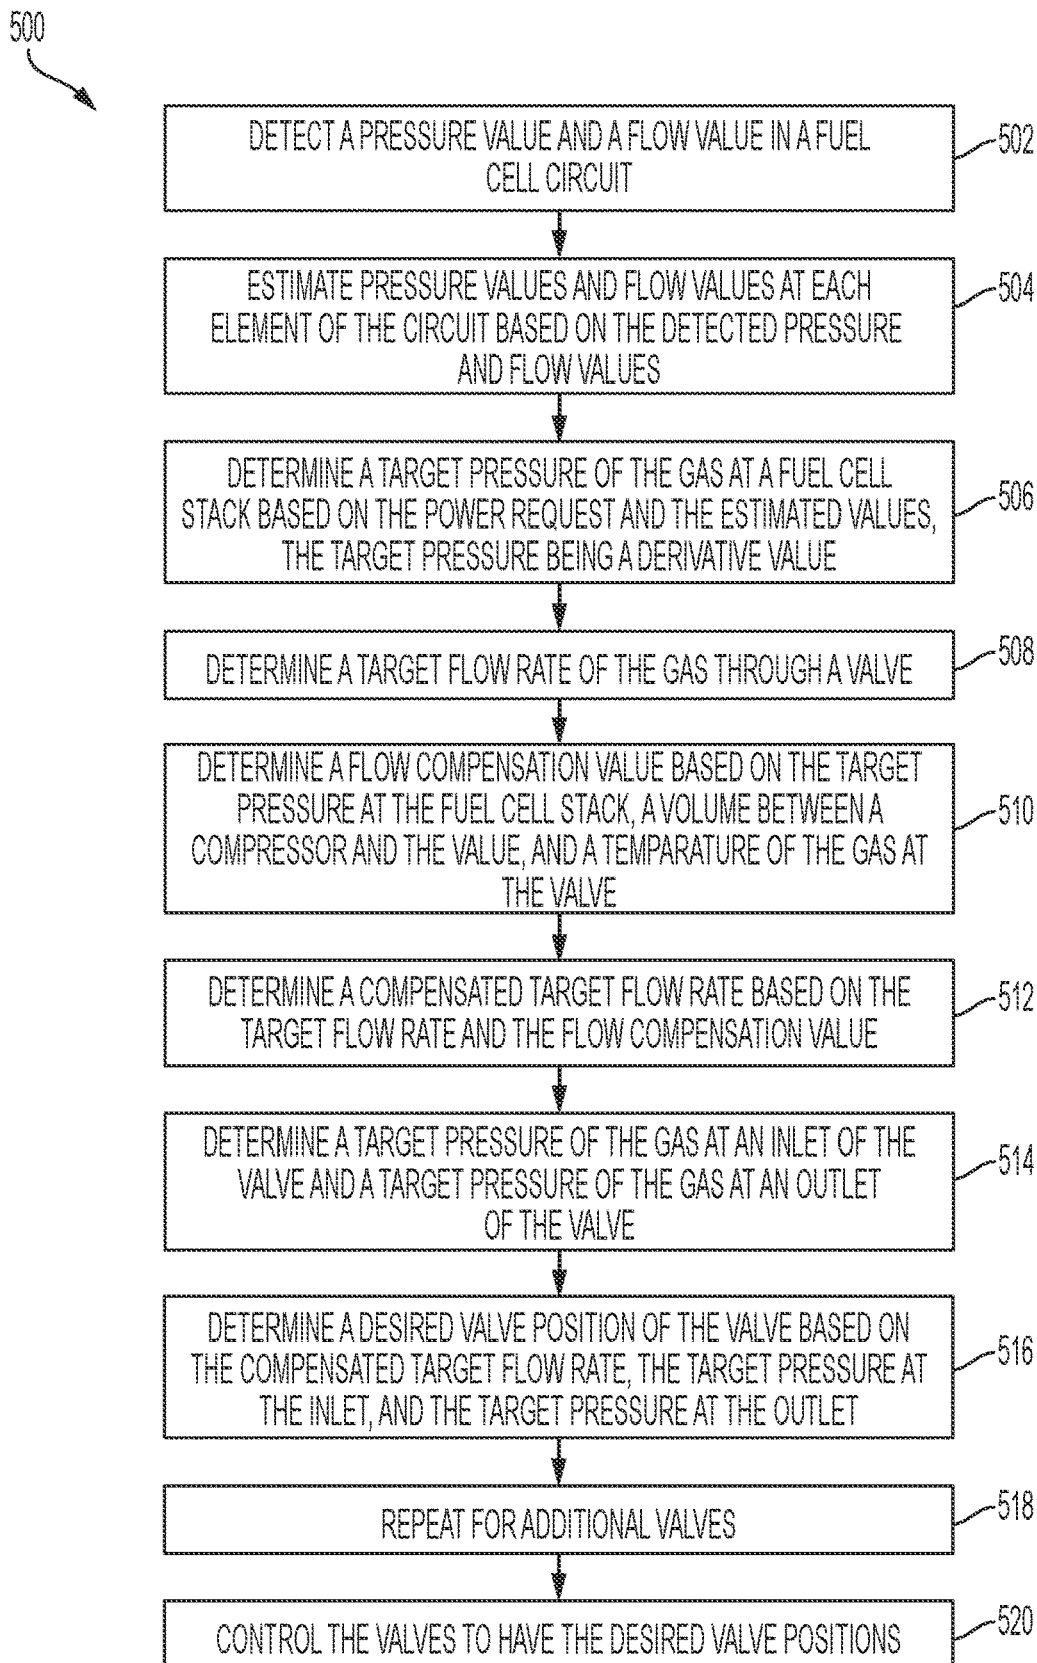 500
DETECT A PRESSURE VALUE AND A FLOW VALUE IN A FUEL
CELL CIRCUIT
502
ESTIMATE PRESSURE VALUES AND FLOW VALUES AT EACH
ELEMENT OF THE CIRCUIT BASED ON THE DETECTED PRESSURE
AND FLOW VALUES
504
DETERMINE A TARGET PRESSURE OF THE GAS AT A FUEL CELL
STACK BASED ON THE POWER REQUEST AND THE ESTIMATED VALUES,
THE TARGET PRESSURE BEING A DERIVATIVE VALUE
506
DETERMINE A TARGET FLOW RATE OF THE GAS THROUGH A VALVE
508
DETERMINE A FLOW COMPENSATION VALUE BASED ON THE TARGET
PRESSURE AT THE FUEL CELL STACK, A VOLUME BETWEEN A
COMPRESSOR AND THE VALUE, AND A TEMPARATURE OF THE GAS AT
THE VALVE
510
DETERMINE A COMPENSATED TARGET FLOW RATE BASED ON THE
TARGET FLOW RATE AND THE FLOW COMPENSATION VALUE
512
DETERMINE A TARGET PRESSURE OF THE GAS AT AN INLET OF THE
VALVE AND A TARGET PRESSURE OF THE GAS AT AN OUTLET
OF THE VALVE
514
DETERMINE A DESIRED VALVE POSITION OF THE VALVE BASED ON
THE COMPENSATED TARGET FLOW RATE, THE TARGET PRESSURE AT
THE INLET, AND THE TARGET PRESSURE AT THE OUTLET
516
REPEAT FOR ADDITIONAL VALVES
518
CONTROL THE VALVES TO HAVE THE DESIRED VALVE POSITIONS
520